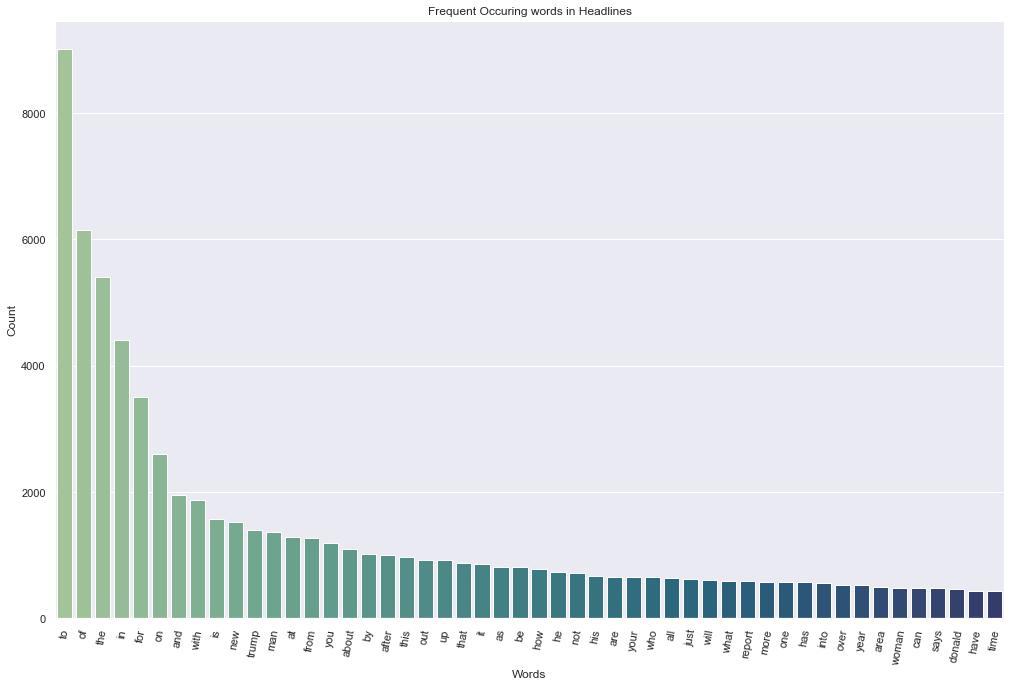 Frequent Occuring words in Headlines
Count
8000
6000
4000
2000
0
to of the in for on and with is new trump man at from you about by after this out up that it as be how he not his are your who all just will what report more one has into over year area woman can says donald have time
Words